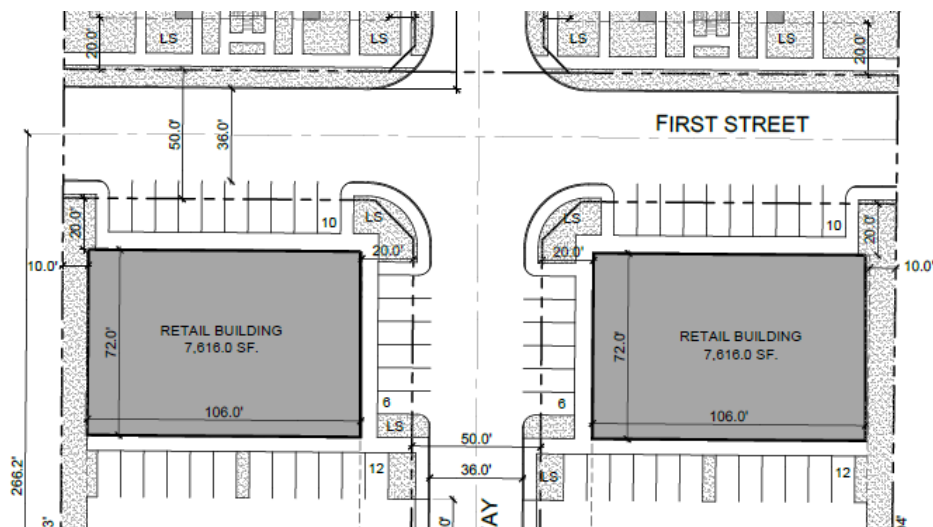 20.0'
LS
LS
LS
LS
20.0'
50.0'
36.0'
FIRST STREET
20.0'
10
LS
LS
10
20.0'
20.0'
20.0'
10.0'
10.0'
RETAIL BUILDING
7,616.0 SF.
72.0'
RETAIL BUILDING
7,616.0 SF.
72.0'
6
6
106.0'
106.0'
LS
50.0'
12
36.0'
LS
12
266.2'
AY